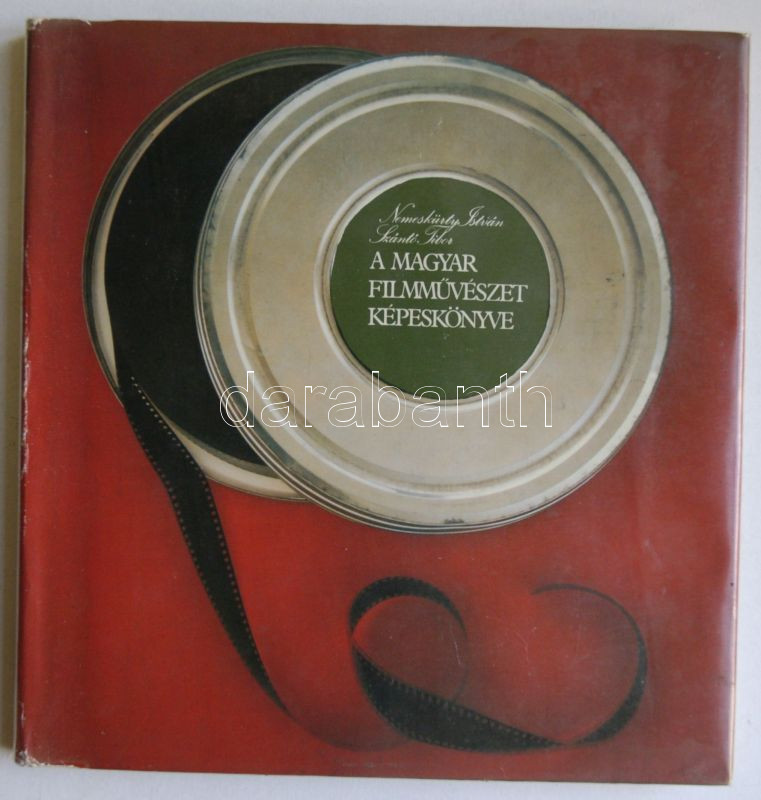 Nemeskürty István
Szántó Tibor
A MAGYAR
FILMMŰVÉSZET
KÉPESKÖNYVE
darabanth